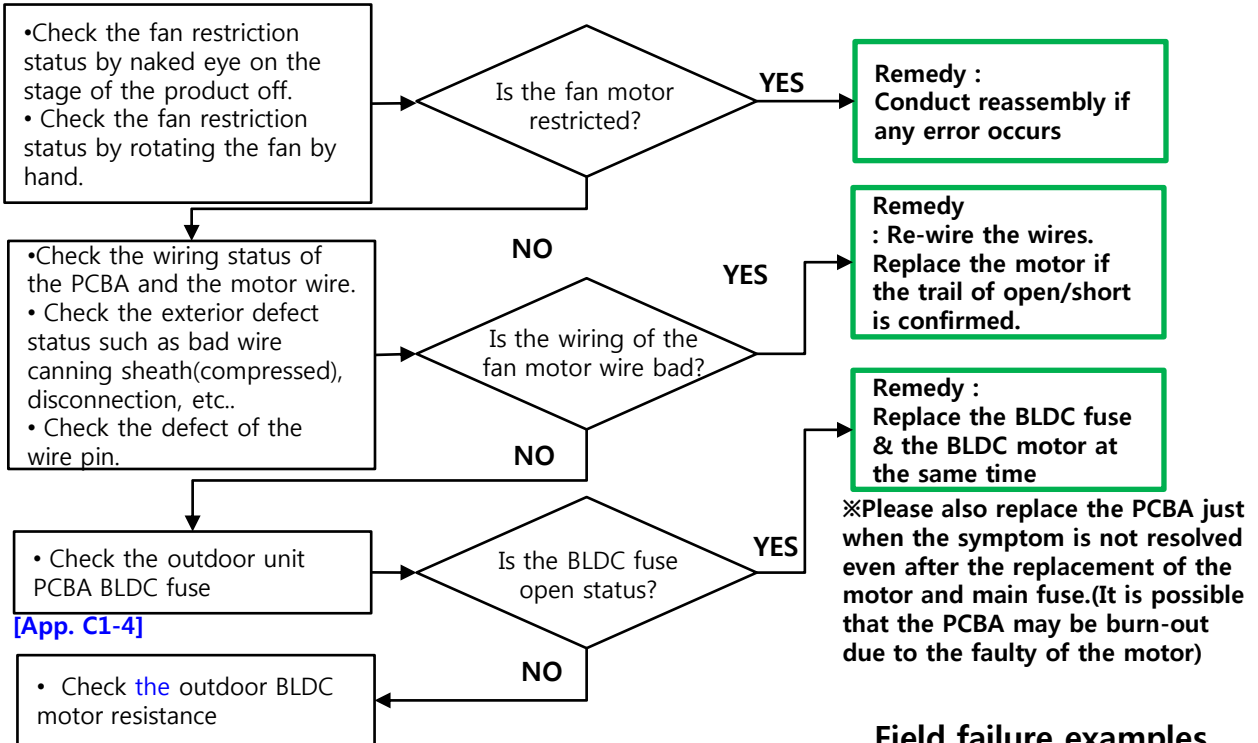 •Check the fan restriction
status by naked eye on the
stage of the product off.
• Check the fan restriction
status by rotating the fan by
hand.
Is the fan motor
restricted?
YES
Remedy :
Conduct reassembly if
any error occurs
NO
•Check the wiring status of
the PCBA and the motor wire.
• Check the exterior defect
status such as bad wire
canning sheath(compressed),
disconnection, etc..
• Check the defect of the
wire pin.
Is the wiring of the
fan motor wire bad?
YES
Remedy
: Re-wire the wires.
Replace the motor if
the trail of open/short
is confirmed.
NO
• Check the outdoor unit
PCBA BLDC fuse
[App. C1-4]
Is the BLDC fuse
open status?
YES
Remedy :
Replace the BLDC fuse
& the BLDC motor at
the same time
※Please also replace the PCBA just
when the symptom is not resolved
even after the replacement of the
motor and main fuse.(It is possible
that the PCBA may be burn-out
due to the faulty of the motor)
NO
• Check the outdoor BLDC
motor resistance
Field failure examples